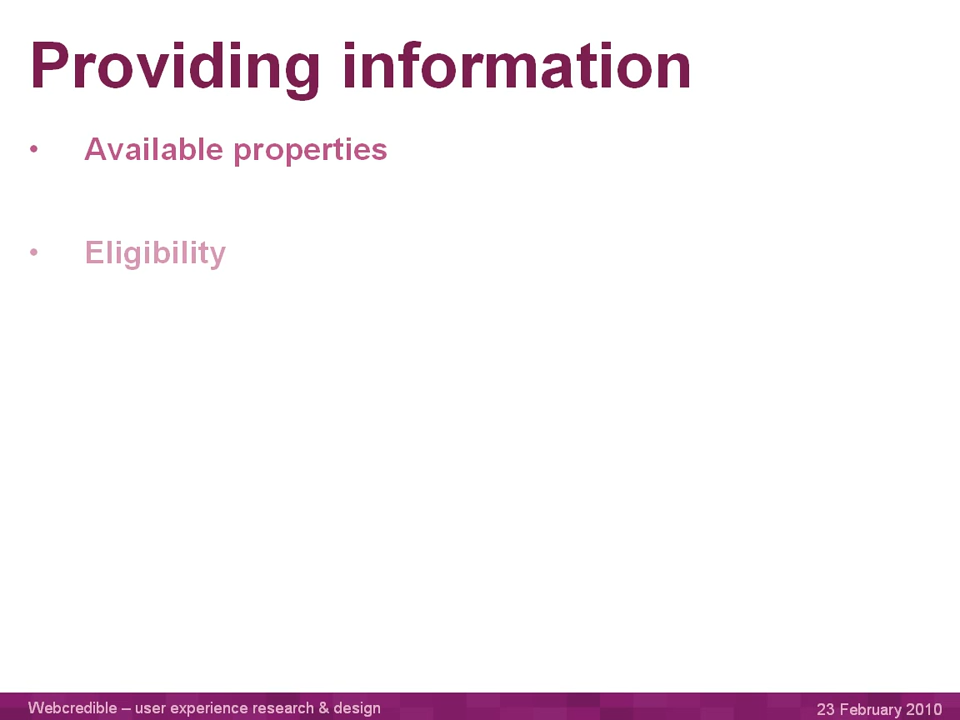 Providing information
• Available properties
• Eligibility
Webcredible – user experience research & design
23 February 2010